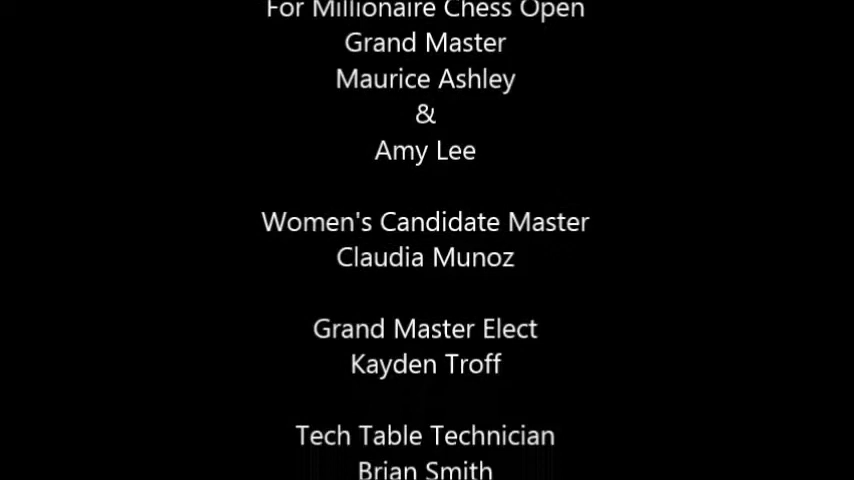 For Millionaire Chess Open
Grand Master
Maurice Ashley
&
Amy Lee
Women's Candidate Master
Claudia Munoz
Grand Master Elect
Kayden Troff
Tech Table Technician
Brian Smith